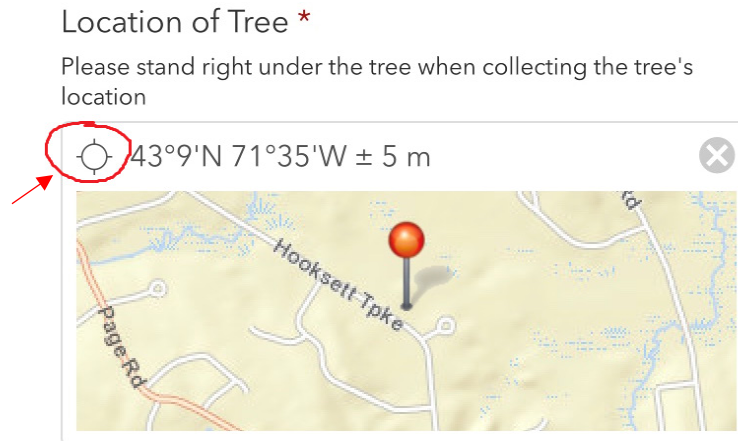 Location of Tree *
Please stand right under the tree when collecting the tree's
location
43°9'N 71°35'W ± 5 m
Rd
Hooksett Tpke
Page Rd